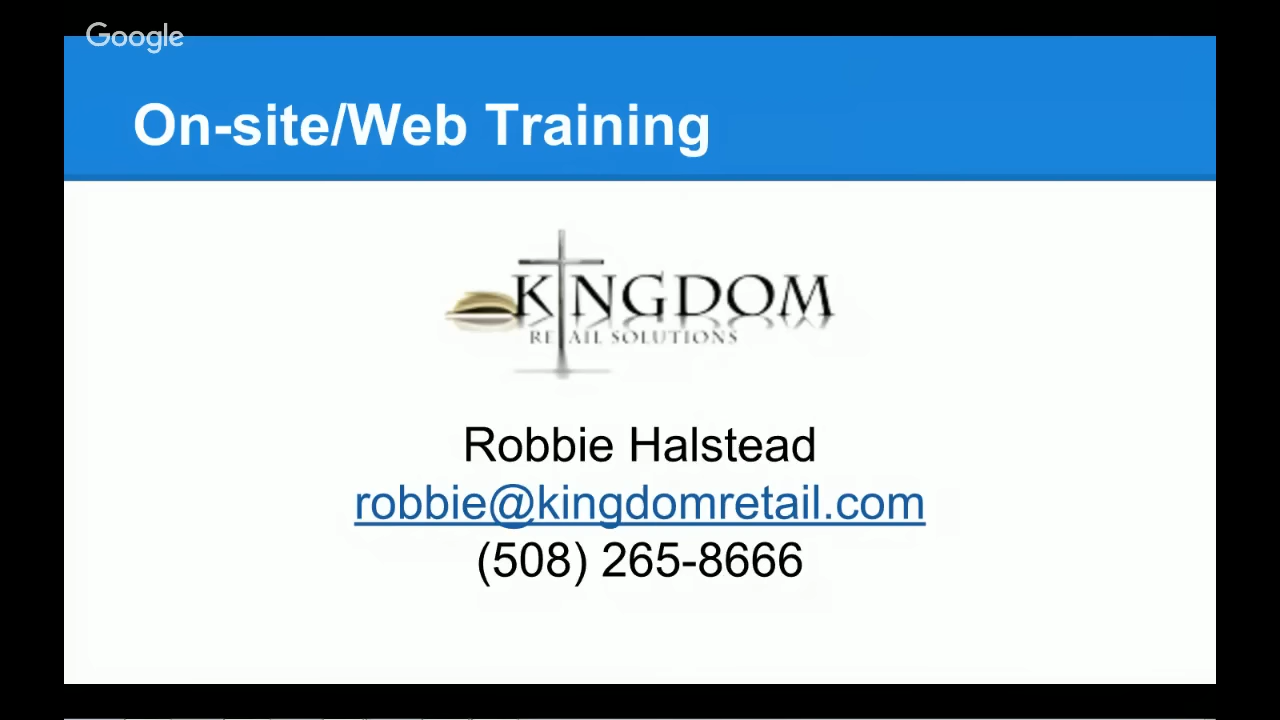 Google
On-site/Web Training
KINGDOM
RETAIL SOLUTIONS
Robbie Halstead
robbie@kingdomretail.com
(508) 265-8666